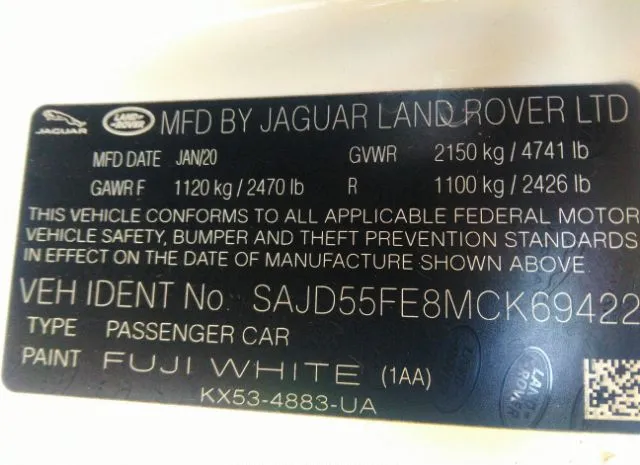 JAGUAR LAND ROVER MFD BY JAGUAR LAND ROVER LTD
MFD DATE JAN/20 GVWR 2150 kg / 4741 lb
GAWR F 1120 kg / 2470 lb R 1100 kg / 2426 lb
THIS VEHICLE CONFORMS TO ALL APPLICABLE FEDERAL MOTOR
VEHICLE SAFETY, BUMPER AND THEFT PREVENTION STANDARDS
IN EFFECT ON THE DATE OF MANUFACTURE SHOWN ABOVE.
VEH IDENT No SAJD55FE8MCK69422
TYPE PASSENGER CAR
PAINT FUJI WHITE (1AA)
KX53-4883-UA
LAND ROVER